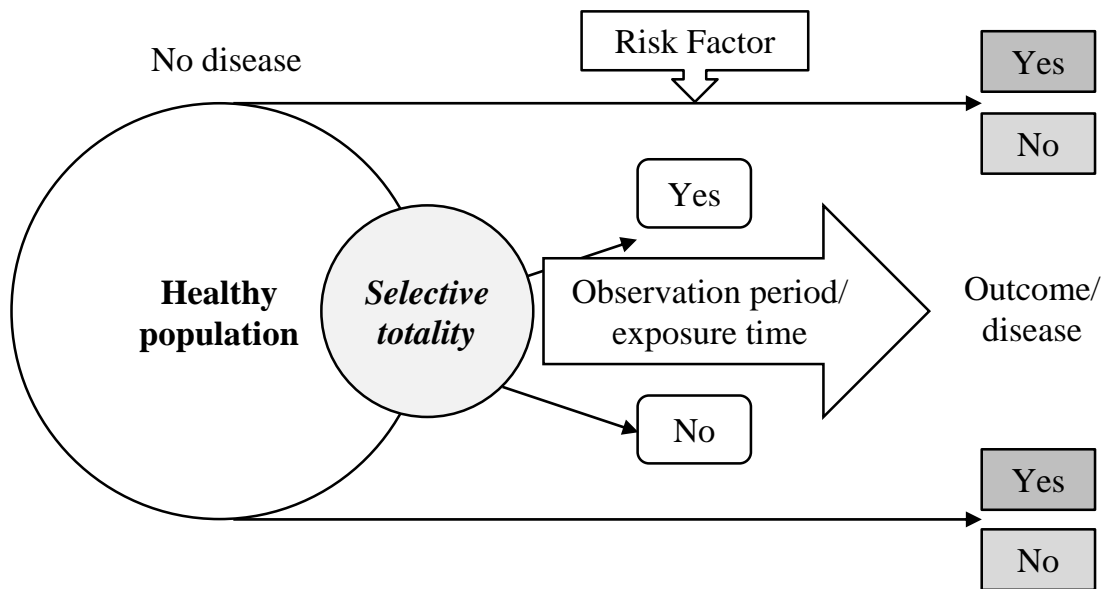 Risk Factor
No disease
Yes
No
Yes
Healthy
population
Selective
totality
Observation period/
exposure time
Outcome/
disease
No
Yes
No